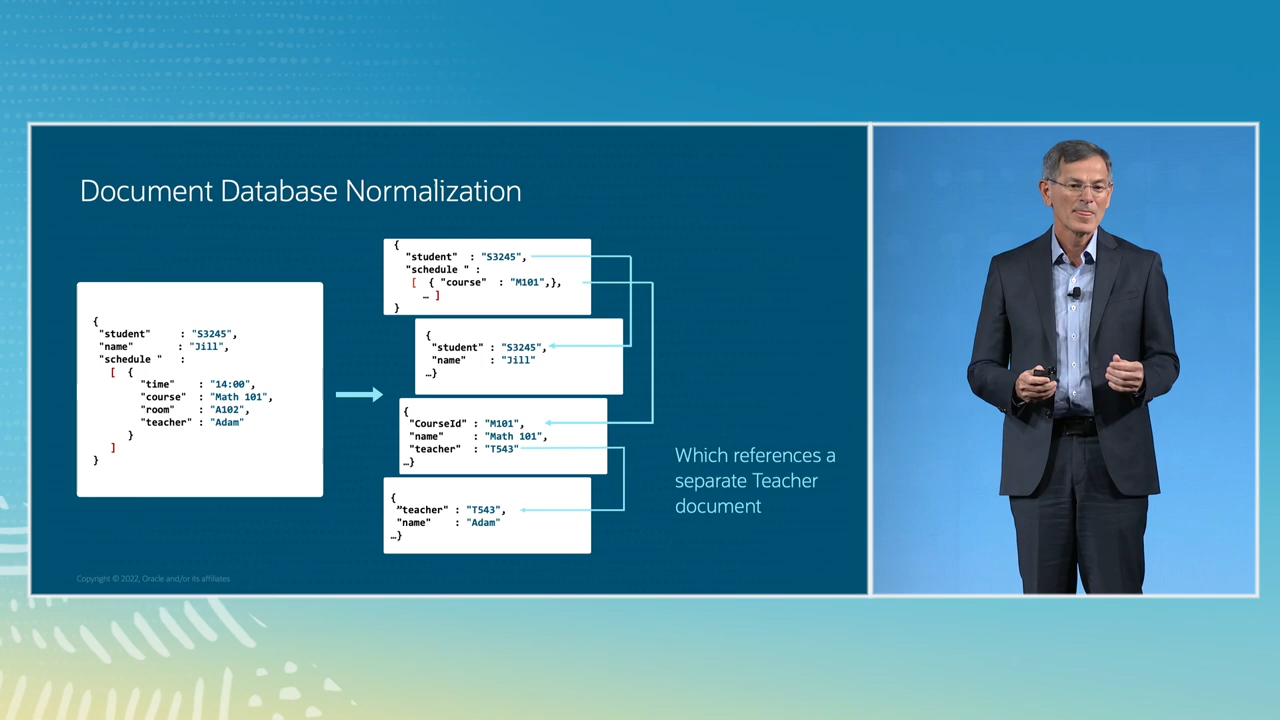 Document Database Normalization
{
"student" : "S3245",
"name" : "Jill",
"schedule " :
[ {
"time" : "14:00",
"course" : "Math 101",
"room" : "A102",
"teacher" : "Adam"
}
]
}
{
"student" : "S3245",
"schedule " :
[ { "course" : "M101",},
… ]
}
{
"student" : "S3245",
"name" : "Jill"
…}
{
"CourseId" : "M101",
"name" : "Math 101",
"teacher" : "T543"
…}
{
”teacher" : "T543",
"name" : "Adam"
…}
Which references a
separate Teacher
document
Copyright © 2022, Oracle and/or its affiliates